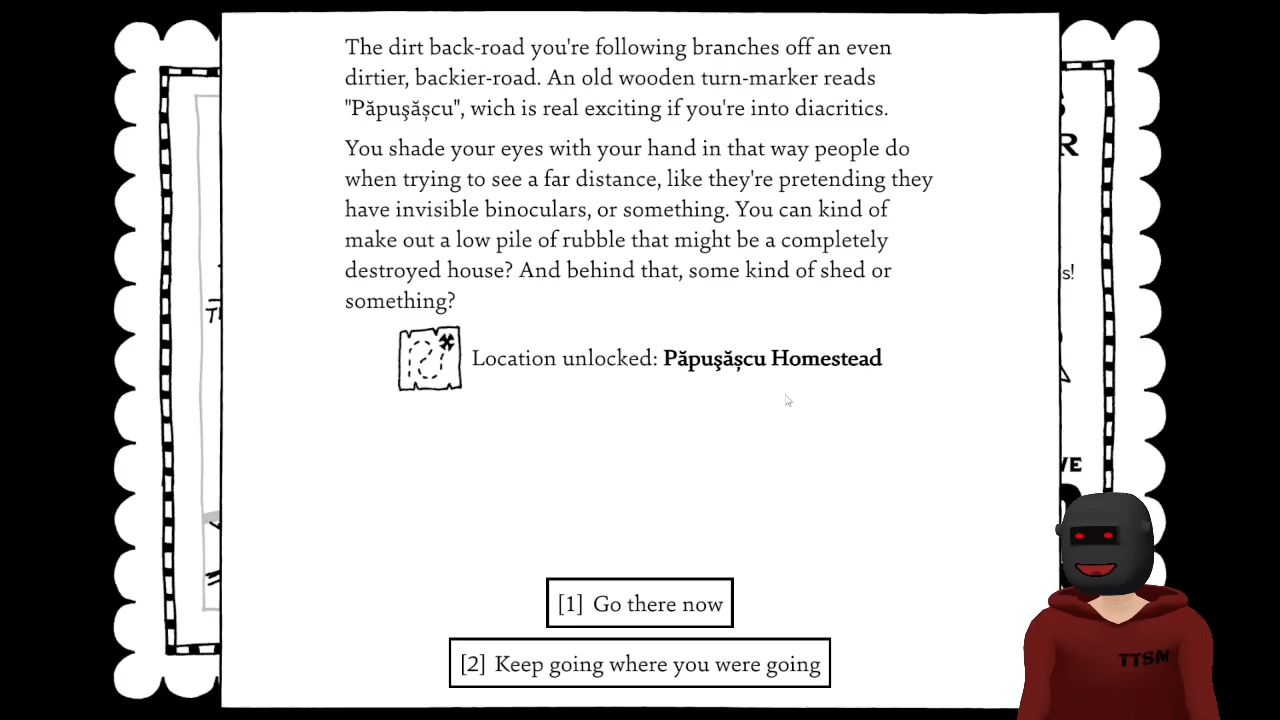 The dirt back-road you're following branches off an even
dirtier, backier-road. An old wooden turn-marker reads
"Păpuşășcu", wich is real exciting if you're into diacritics.
You shade your eyes with your hand in that way people do
when trying to see a far distance, like they're pretending they
have invisible binoculars, or something. You can kind of
make out a low pile of rubble that might be a completely
destroyed house? And behind that, some kind of shed or
something?
Location unlocked: Păpuşășcu Homestead
[1] Go there now
[2] Keep going where you were going
R
s!
VE
TTSM